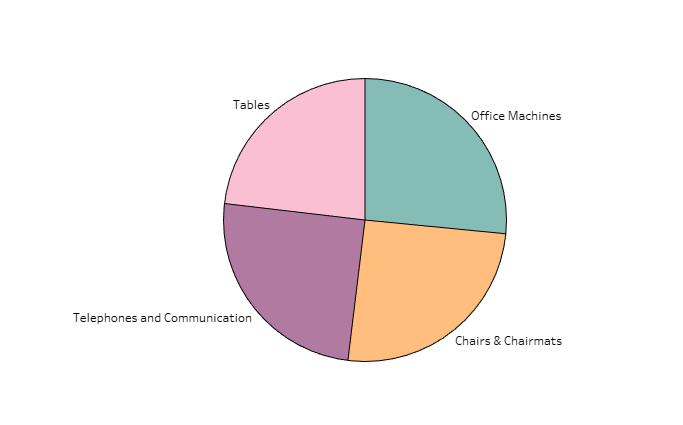 Tables
Office Machines
Telephones and Communication
Chairs & Chairmats